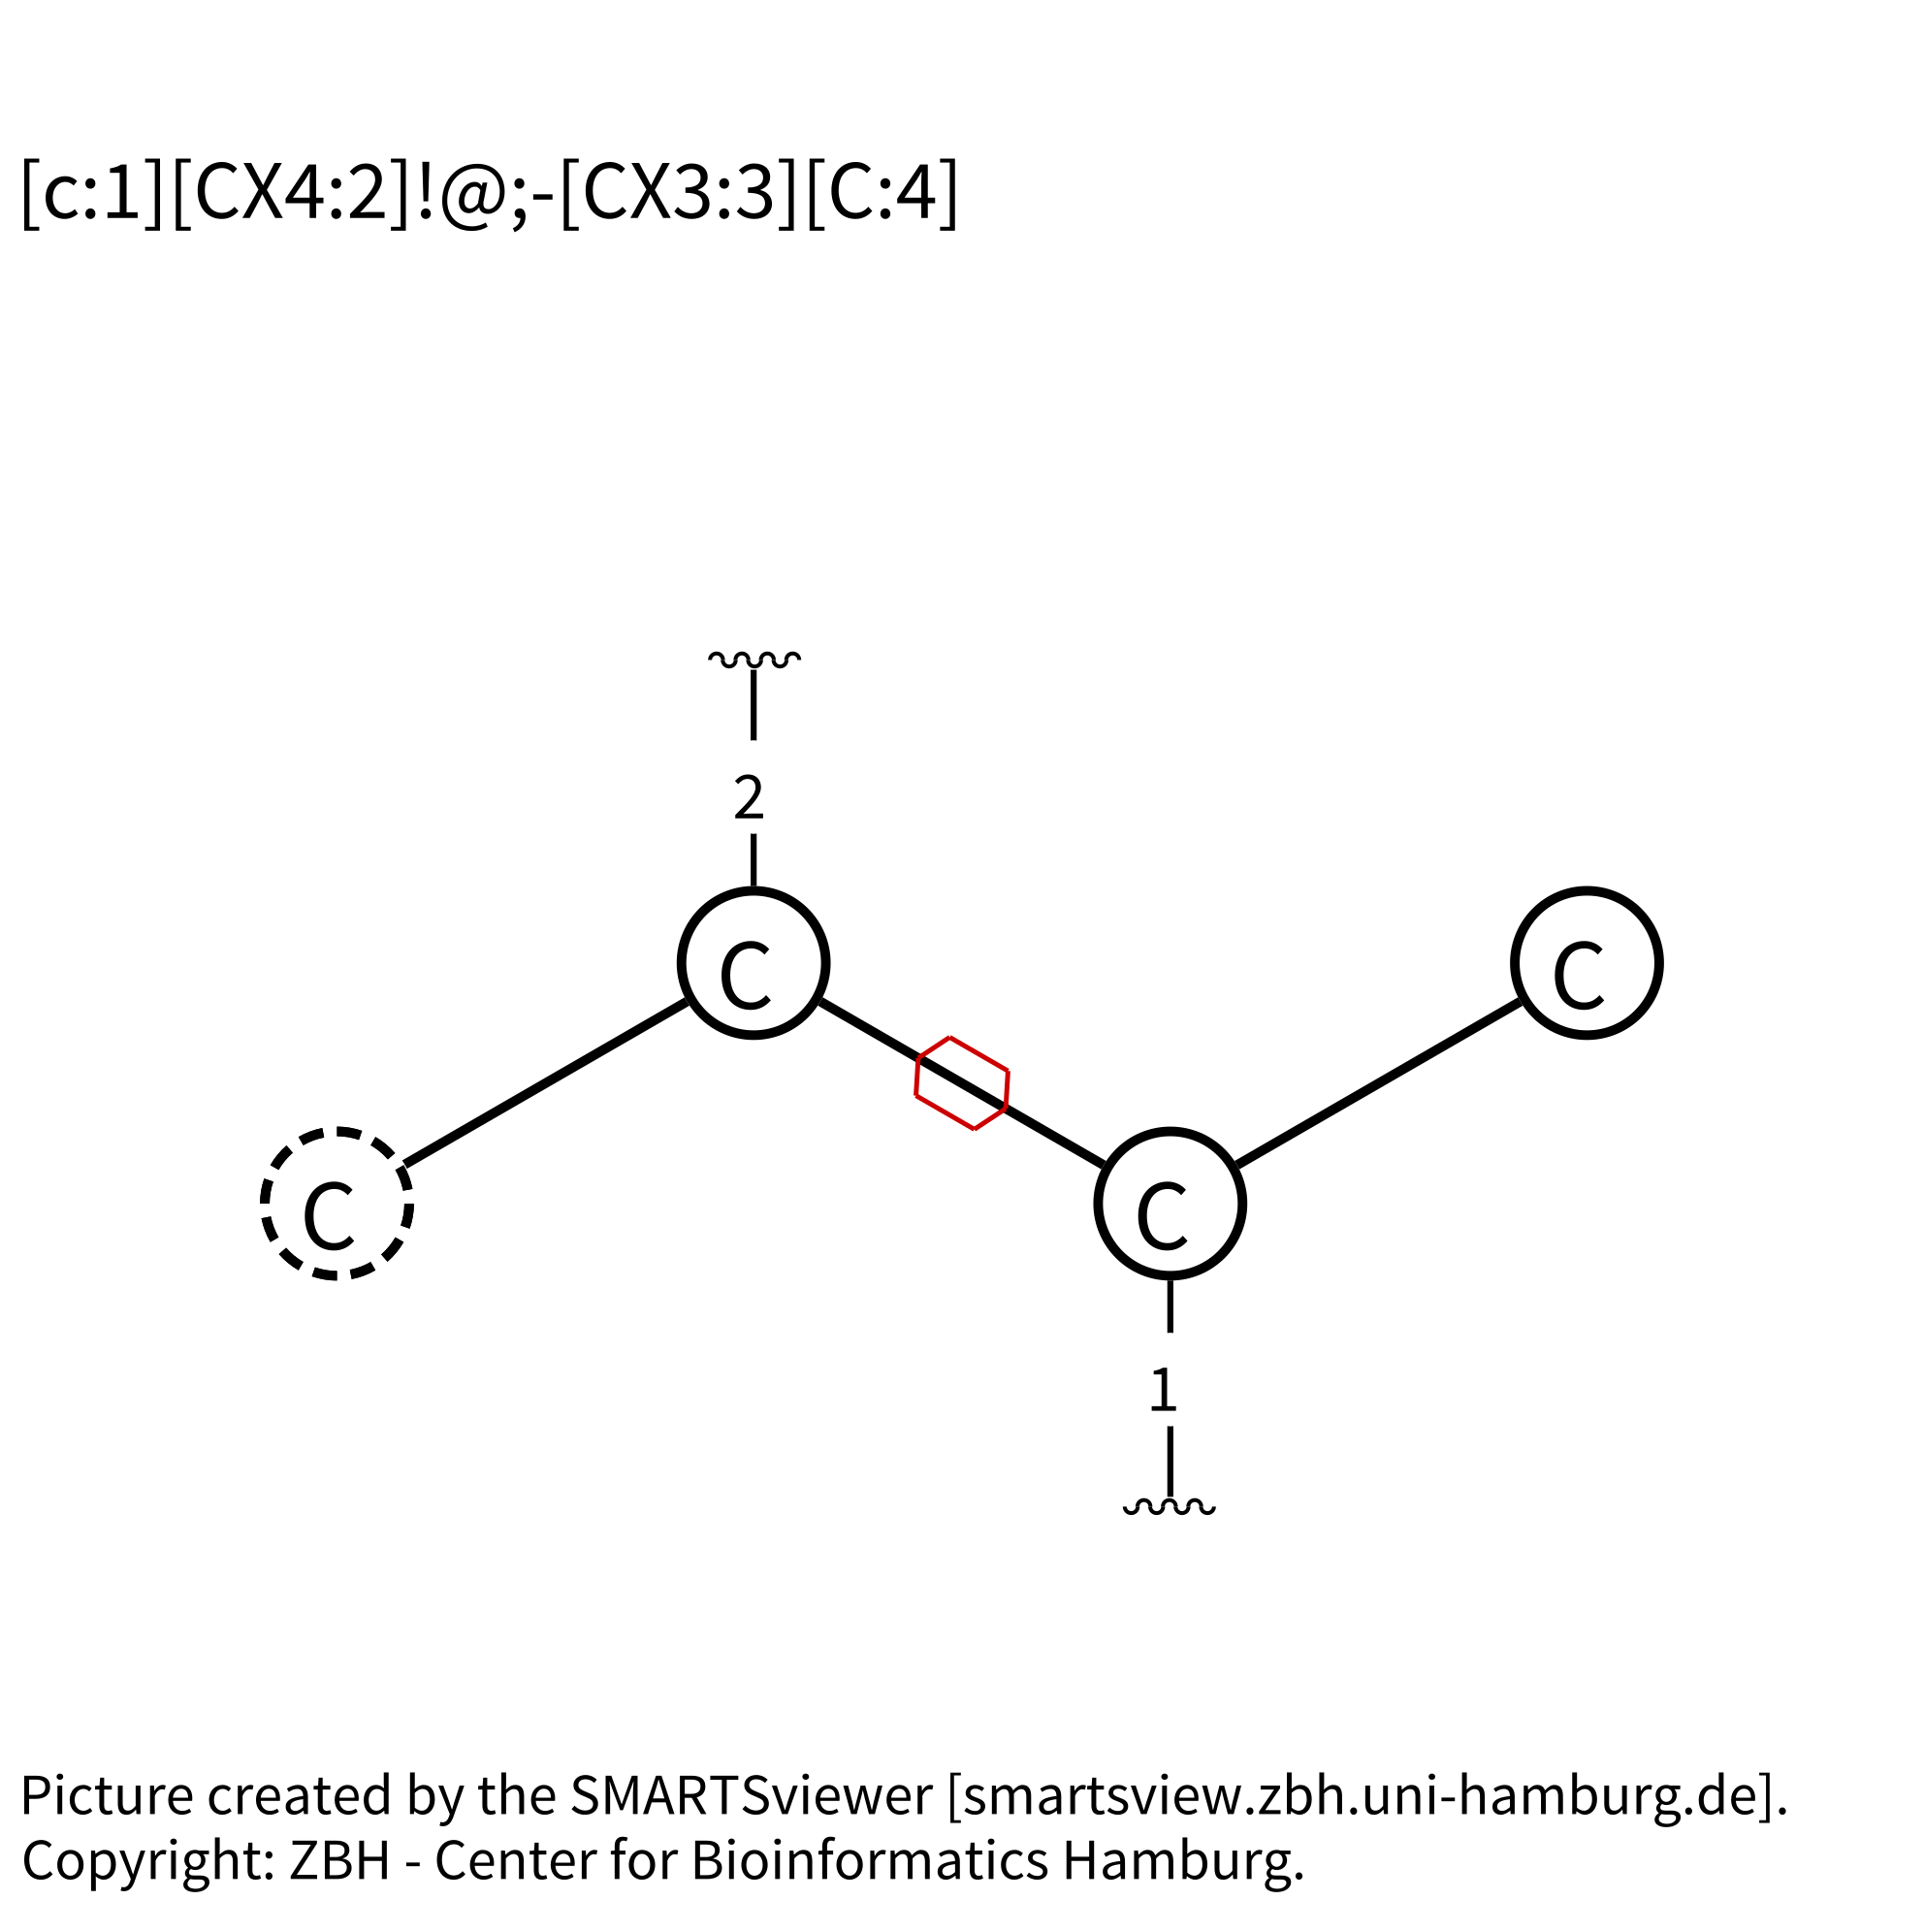 [c:1][CX4:2]!@;-[CX3:3][C:4]
2
C
C
C
C
1
Picture created by the SMARTSviewer [smartsview.zbh.uni-hamburg.de].
Copyright: ZBH - Center for Bioinformatics Hamburg.